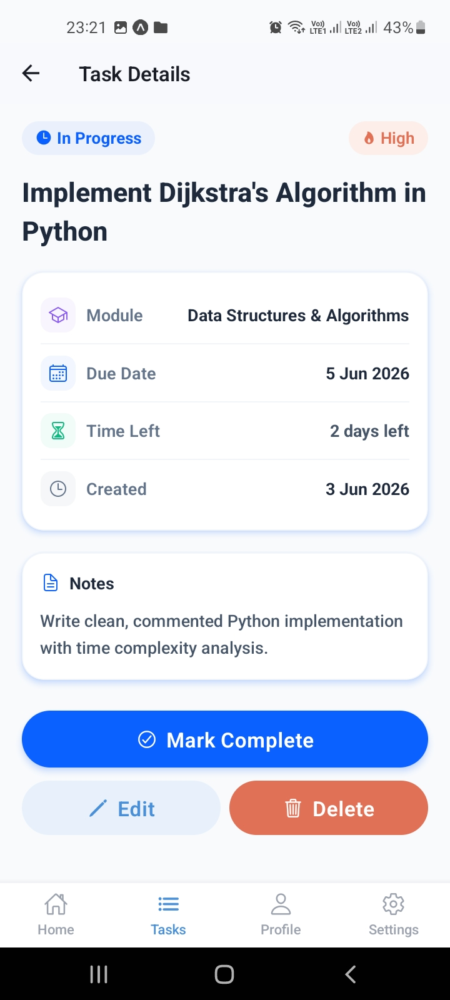 23:21
Vo)) LTE1 Vo)) LTE2 43%
Task Details
In Progress
High
Implement Dijkstra's Algorithm in
Python
Module Data Structures & Algorithms
Due Date 5 Jun 2026
Time Left 2 days left
Created 3 Jun 2026
Notes
Write clean, commented Python implementation
with time complexity analysis.
Mark Complete
Edit
Delete
Home Tasks Profile Settings